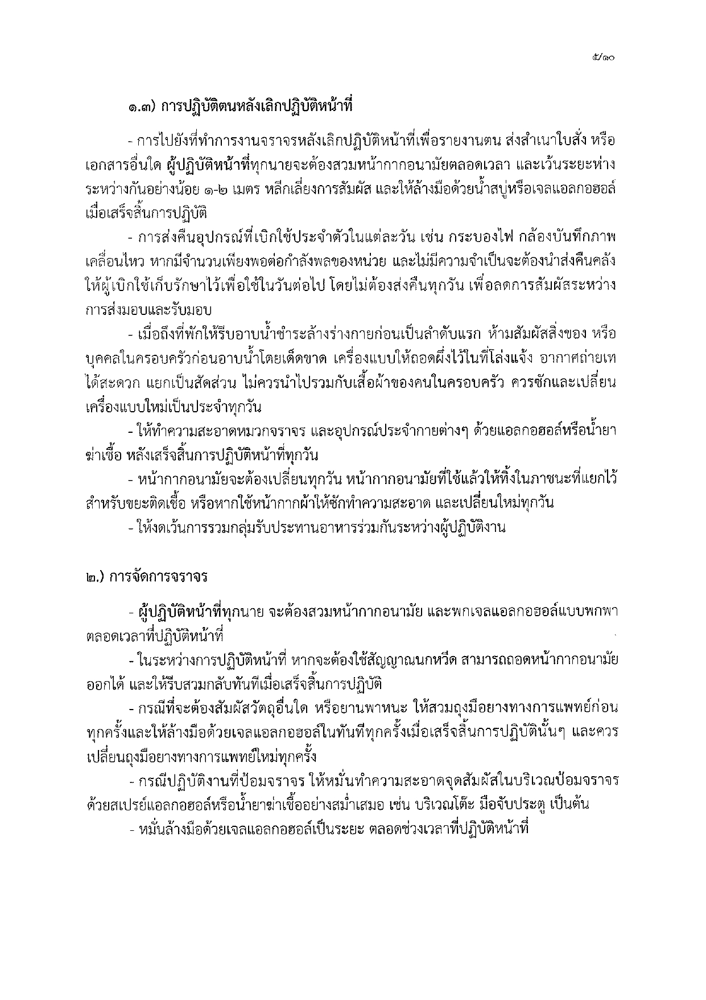 ๕/๑๐
๑.๓) การปฏิบัติตนหลังเลิกปฏิบัติหน้าที่
- การไปยังที่ทำการงานจราจรหลังเลิกปฏิบัติหน้าที่เพื่อรายงานตน ส่งสำเนาใบสั่ง หรือ
เอกสารอื่นใด ผู้ปฏิบัติหน้าที่ทุกนายจะต้องสวมหน้ากากอนามัยตลอดเวลา และเว้นระยะห่าง
ระหว่างกันอย่างน้อย ๑-๒ เมตร หลีกเลี่ยงการสัมผัส และให้ล้างมือด้วยน้ำสบู่หรือเจลแอลกอฮอล์
เมื่อเสร็จสิ้นการปฏิบัติ
- การส่งคืนอุปกรณ์ที่เบิกใช้ประจำตัวในแต่ละวัน เช่น กระบองไฟ กล้องบันทึกภาพ
เคลื่อนไหว หากมีจำนวนเพียงพอต่อกำลังพลของหน่วย และไม่มีความจำเป็นจะต้องนำส่งคืนคลัง
ให้ผู้เบิกใช้เก็บรักษาไว้เพื่อใช้ในวันต่อไป โดยไม่ต้องส่งคืนทุกวัน เพื่อลดการสัมผัสระหว่าง
การส่งมอบและรับมอบ
- เมื่อถึงที่พักให้รีบอาบน้ำชำระล้างร่างกายก่อนเป็นลำดับแรก ห้ามสัมผัสสิ่งของ หรือ
บุคคลในครอบครัวก่อนอาบน้ำโดยเด็ดขาด เครื่องแบบให้ถอดผึ่งไว้ในที่โล่งแจ้ง อากาศถ่ายเท
ได้สะดวก แยกเป็นสัดส่วน ไม่ควรนำไปรวมกับเสื้อผ้าของคนในครอบครัว ควรซักและเปลี่ยน
เครื่องแบบใหม่เป็นประจำทุกวัน
- ให้ทำความสะอาดหมวกจราจร และอุปกรณ์ประจำกายต่างๆ ด้วยแอลกอฮอล์หรือน้ำยา
ฆ่าเชื้อ หลังเสร็จสิ้นการปฏิบัติหน้าที่ทุกวัน
- หน้ากากอนามัยจะต้องเปลี่ยนทุกวัน หน้ากากอนามัยที่ใช้แล้วให้ทิ้งในภาชนะที่แยกไว้
สำหรับขยะติดเชื้อ หรือหากใช้หน้ากากผ้าให้ซักทำความสะอาด และเปลี่ยนใหม่ทุกวัน
- ให้งดเว้นการรวมกลุ่มรับประทานอาหารร่วมกันระหว่างผู้ปฏิบัติงาน
๒.) การจัดการจราจร
- ผู้ปฏิบัติหน้าที่ทุกนาย จะต้องสวมหน้ากากอนามัย และพกเจลแอลกอฮอล์แบบพกพา
ตลอดเวลาที่ปฏิบัติหน้าที่
- ในระหว่างการปฏิบัติหน้าที่ หากจะต้องใช้สัญญาณนกหวีด สามารถถอดหน้ากากอนามัย
ออกได้ และให้รีบสวมกลับทันทีเมื่อเสร็จสิ้นการปฏิบัติ
- กรณีที่จะต้องสัมผัสวัตถุอื่นใด หรือยานพาหนะ ให้สวมถุงมือยางทางการแพทย์ก่อน
ทุกครั้งและให้ล้างมือด้วยเจลแอลกอฮอล์ในทันทีทุกครั้งเมื่อเสร็จสิ้นการปฏิบัตินั้นๆ และควร
เปลี่ยนถุงมือยางทางการแพทย์ใหม่ทุกครั้ง
- กรณีปฏิบัติงานที่ป้อมจราจร ให้หมั่นทำความสะอาดจุดสัมผัสในบริเวณป้อมจราจร
ด้วยสเปรย์แอลกอฮอล์หรือน้ำยาฆ่าเชื้ออย่างสม่ำเสมอ เช่น บริเวณโต๊ะ มือจับประตู เป็นต้น
- หมั่นล้างมือด้วยเจลแอลกอฮอล์เป็นระยะ ตลอดช่วงเวลาที่ปฏิบัติหน้าที่